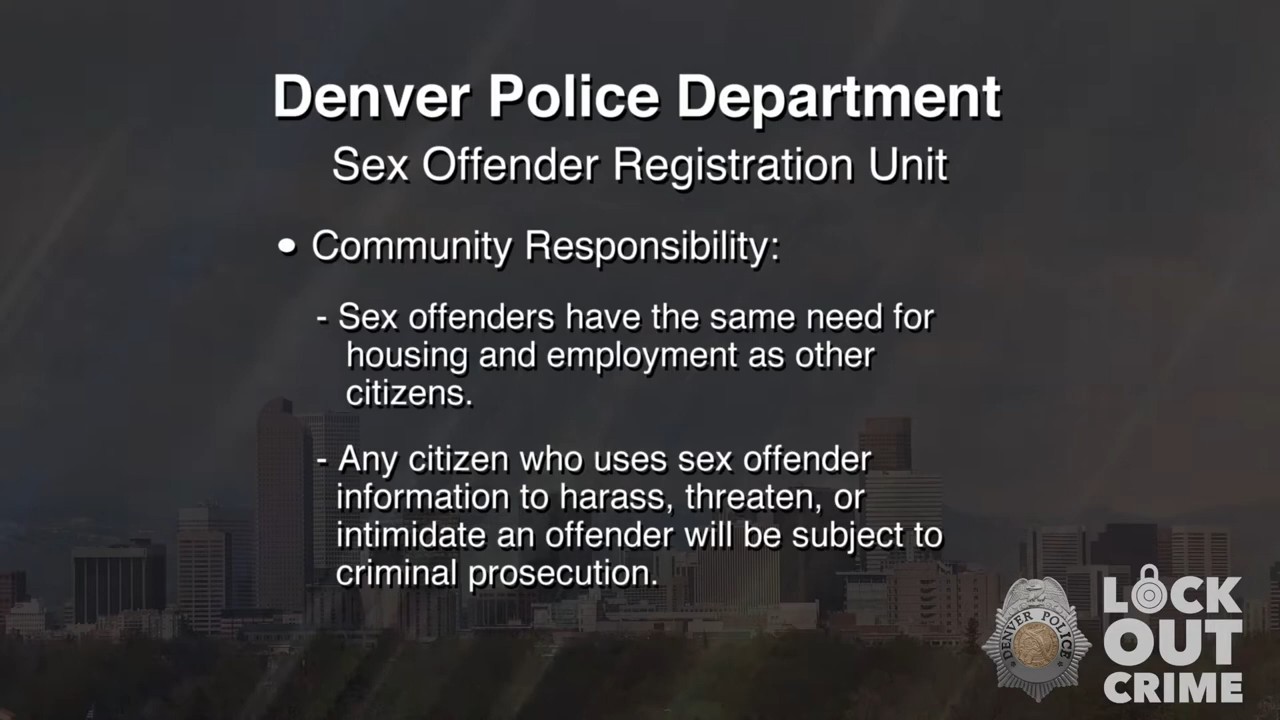 Denver Police Department
Sex Offender Registration Unit
• Community Responsibility:
- Sex offenders have the same need for
housing and employment as other
citizens.
- Any citizen who uses sex offender
information to harass, threaten, or
intimidate an offender will be subject to
criminal prosecution.
DENVER POLICE
LOCK
OUT
CRIME